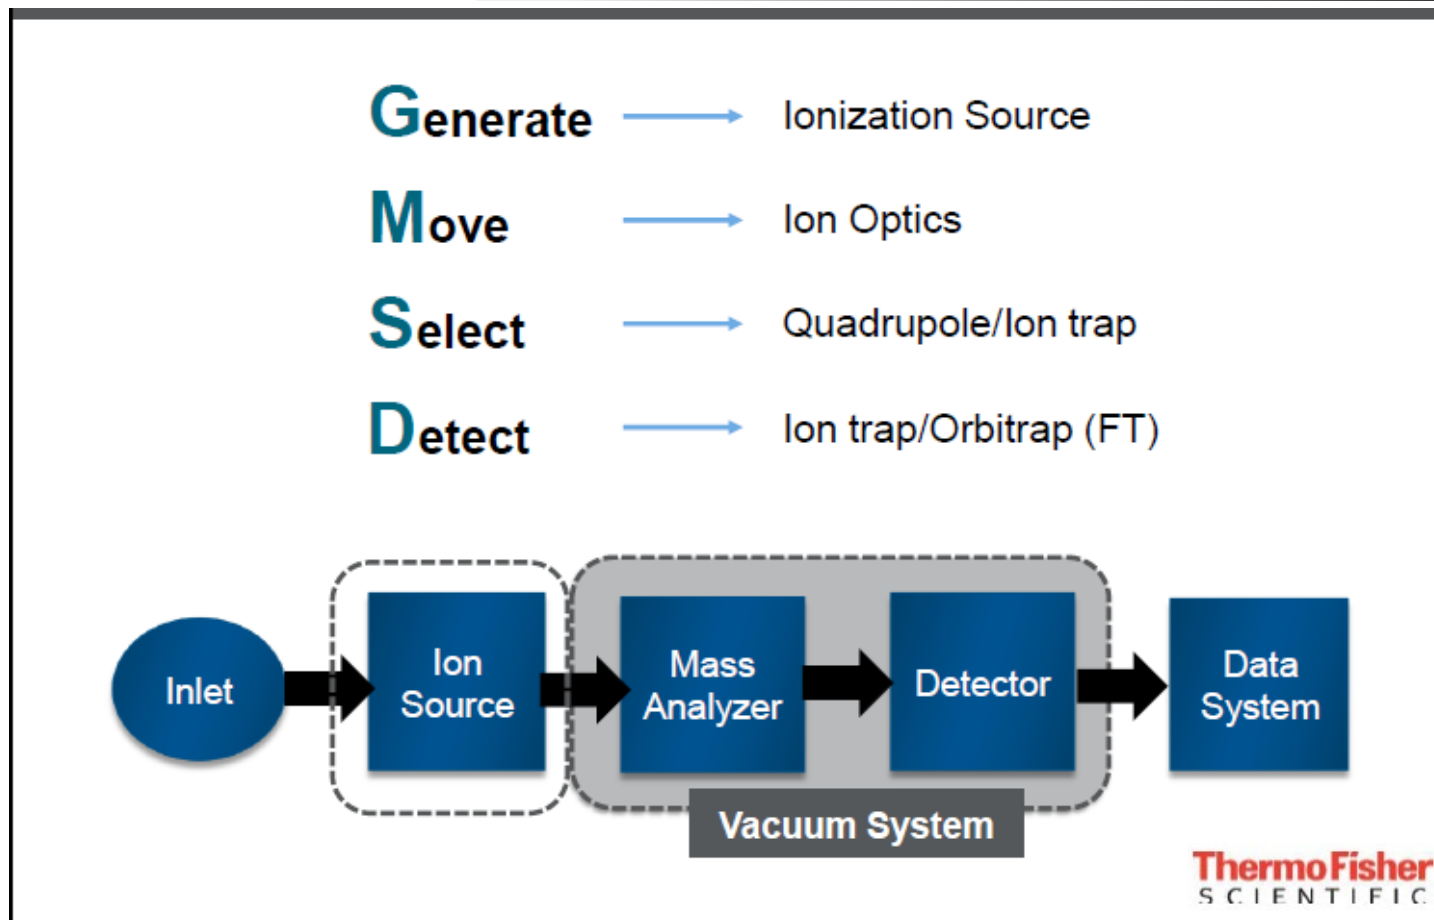 Generate Ionization Source
Move Ion Optics
Select Quadrupole/Ion trap
Detect Ion trap/Orbitrap (FT)
Inlet
Ion
Source
Mass
Analyzer
Detector
Data
System
Vacuum System
ThermoFisher
SCIENTIFIC